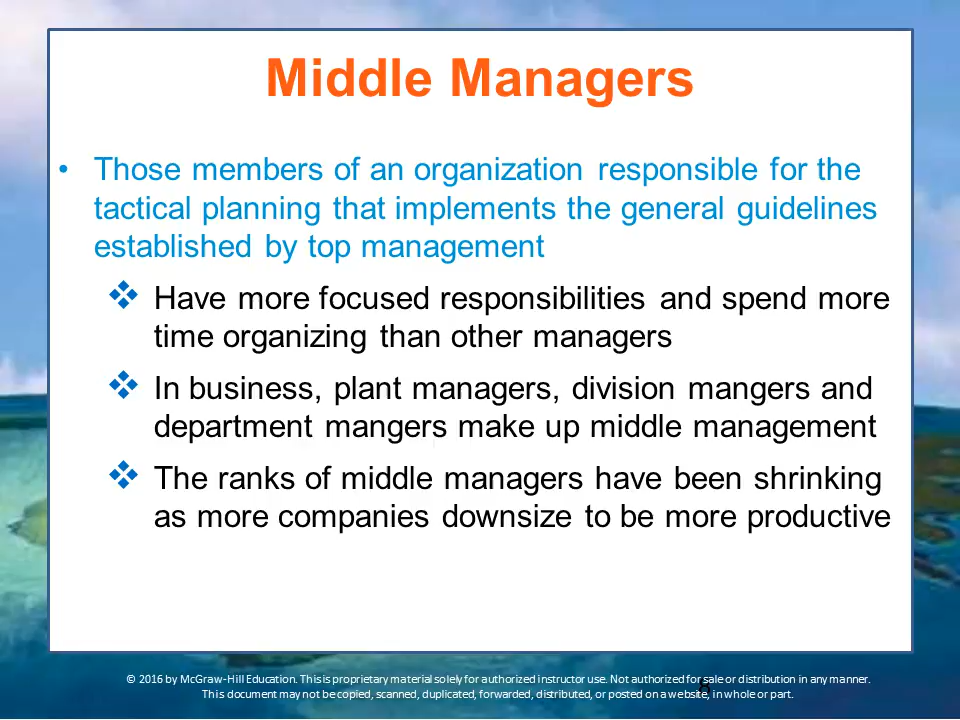 Middle Managers
• Those members of an organization responsible for the
tactical planning that implements the general guidelines
established by top management
❖ Have more focused responsibilities and spend more
time organizing than other managers
❖ In business, plant managers, division mangers and
department mangers make up middle management
❖ The ranks of middle managers have been shrinking
as more companies downsize to be more productive
© 2016 by McGraw-Hill Education. This is proprietary material solely for authorized instructor use. Not authorized for sale or distribution in any manner.
This document may not be copied, scanned, duplicated, forwarded, distributed, or posted on a website, in whole or part.